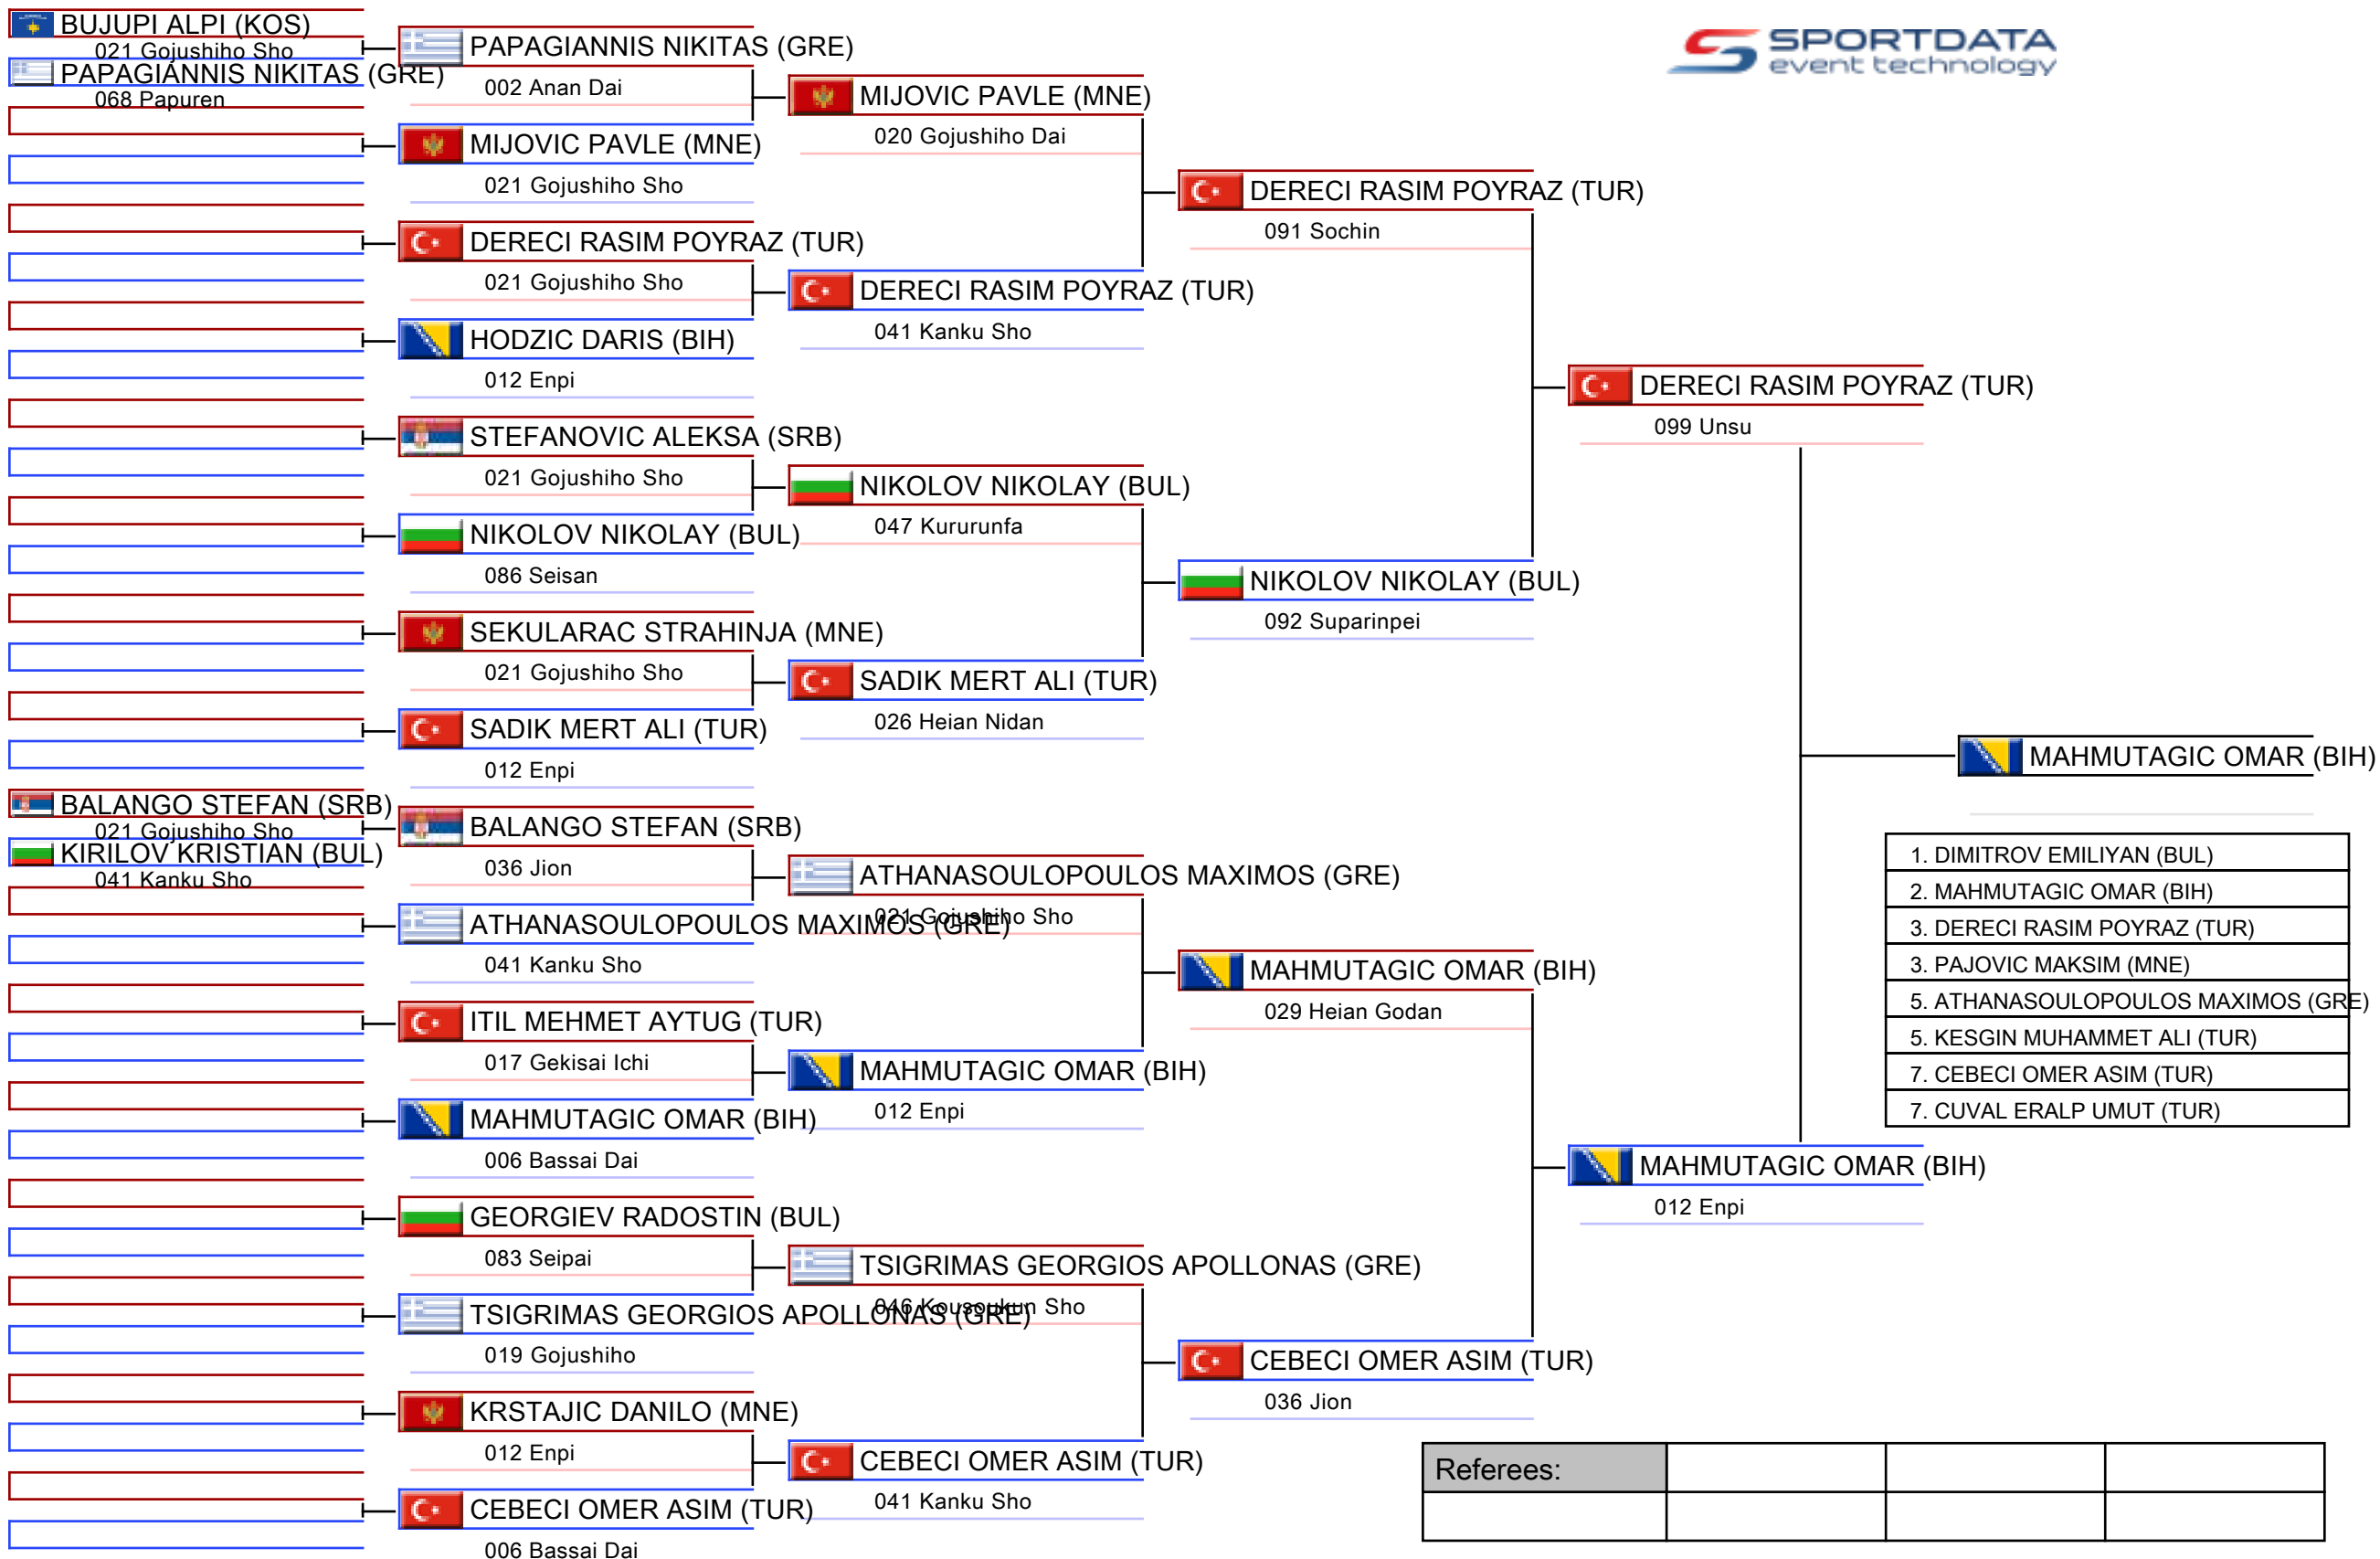 BUJUPI ALPI (KOS)
021 Gojushiho Sho
PAPAGIANNIS NIKITAS (GRE)
068 Papuren
BALANGO STEFAN (SRB)
021 Gojushiho Sho
KIRILOV KRISTIAN (BUL)
041 Kanku Sho
PAPAGIANNIS NIKITAS (GRE)
002 Anan Dai
MIJOVIC PAVLE (MNE)
021 Gojushiho Sho
DERECI RASIM POYRAZ (TUR)
021 Gojushiho Sho
HODZIC DARIS (BIH)
012 Enpi
STEFANOVIC ALEKSA (SRB)
021 Gojushiho Sho
NIKOLOV NIKOLAY (BUL)
086 Seisan
SEKULARAC STRAHINJA (MNE)
021 Gojushiho Sho
SADIK MERT ALI (TUR)
012 Enpi
BALANGO STEFAN (SRB)
036 Jion
ATHANASOULOPOULOS MAXIMOS (GRE)
041 Kanku Sho
ITIL MEHMET AYTUG (TUR)
017 Gekisai Ichi
MAHMUTAGIC OMAR (BIH)
006 Bassai Dai
GEORGIEV RADOSTIN (BUL)
083 Seipai
TSIGRIMAS GEORGIOS APOLLONAS (GRE)
019 Gojushiho
KRSTAJIC DANILO (MNE)
012 Enpi
CEBECI OMER ASIM (TUR)
006 Bassai Dai
MIJOVIC PAVLE (MNE)
020 Gojushiho Dai
DERECI RASIM POYRAZ (TUR)
041 Kanku Sho
NIKOLOV NIKOLAY (BUL)
047 Kururunfa
SADIK MERT ALI (TUR)
026 Heian Nidan
ATHANASOULOPOULOS MAXIMOS (GRE)
021 Gojushiho Sho
MAHMUTAGIC OMAR (BIH)
012 Enpi
TSIGRIMAS GEORGIOS APOLLONAS (GRE)
046 Kousoukun Sho
CEBECI OMER ASIM (TUR)
041 Kanku Sho
DERECI RASIM POYRAZ (TUR)
091 Sochin
NIKOLOV NIKOLAY (BUL)
092 Suparinpei
MAHMUTAGIC OMAR (BIH)
029 Heian Godan
CEBECI OMER ASIM (TUR)
036 Jion
DERECI RASIM POYRAZ (TUR)
099 Unsu
MAHMUTAGIC OMAR (BIH)
012 Enpi
MAHMUTAGIC OMAR (BIH)
SPORTDATA
event technology
1. DIMITROV EMILIYAN (BUL)
2. MAHMUTAGIC OMAR (BIH)
3. DERECI RASIM POYRAZ (TUR)
3. PAJOVIC MAKSIM (MNE)
5. ATHANASOULOPOULOS MAXIMOS (GRE)
5. KESGIN MUHAMMET ALI (TUR)
7. CEBECI OMER ASIM (TUR)
7. CUVAL ERALP UMUT (TUR)
Referees: